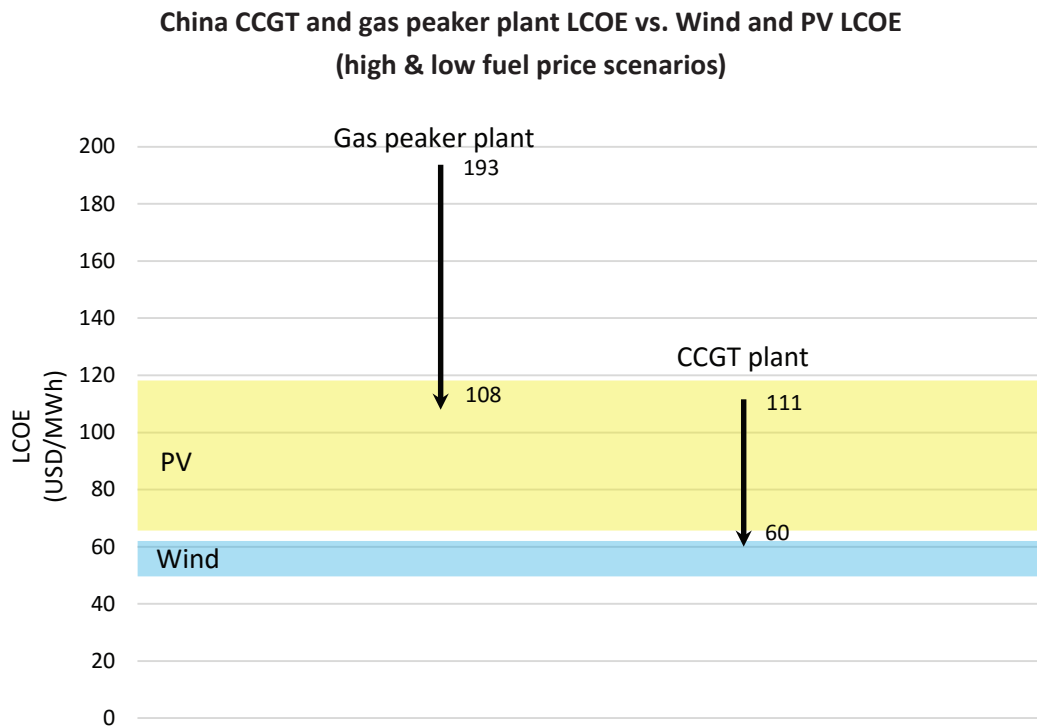 China CCGT and gas peaker plant LCOE vs. Wind and PV LCOE
(high & low fuel price scenarios)
Gas peaker plant
200
193
180
160
140
CCGT plant
120
108
111
100
LCOE
(USD/MWh)
PV
80
60
60
Wind
40
20
0